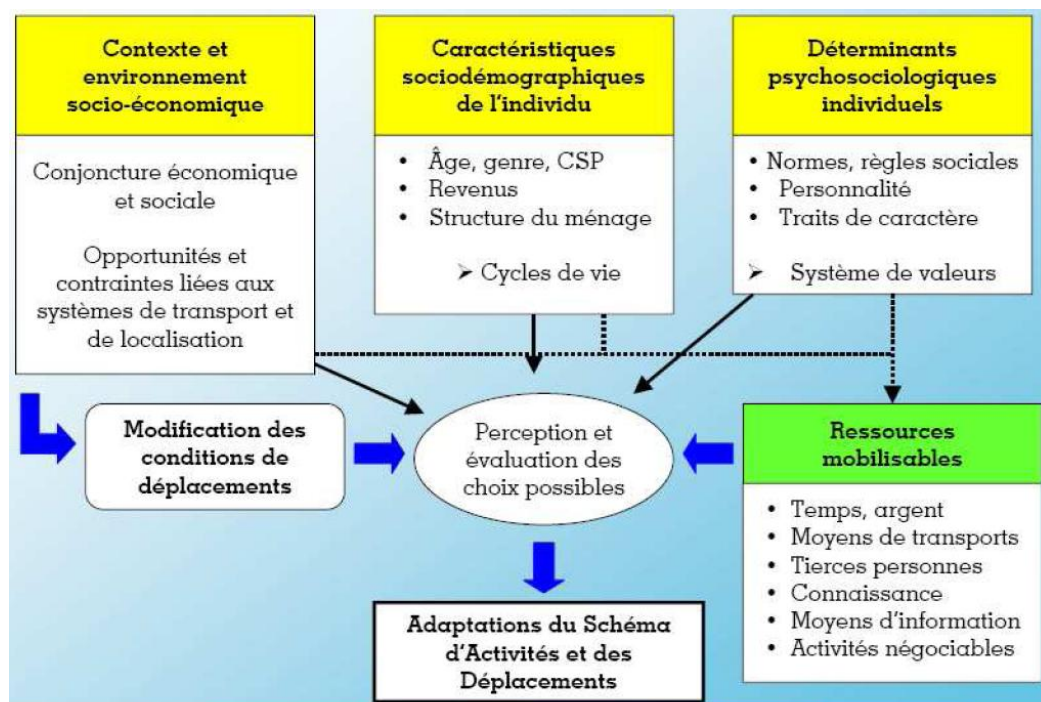 Contexte et
environnement
socio-économique
Conjoncture économique
et sociale
Opportunités et
contraintes liées aux
systèmes de transport et
de localisation
Caractéristiques
sociodémographiques
de l'individu
• Âge, genre, CSP
• Revenus
• Structure du ménage
➢ Cycles de vie
Déterminants
psychosociologiques
individuels
• Normes, règles sociales
• Personnalité
• Traits de caractère
➢ Système de valeurs
Modification des
conditions de
déplacements
Perception et
évaluation des
choix possibles
Ressources
mobilisables
• Temps, argent
• Moyens de transports
• Tierces personnes
• Connaissance
• Moyens d'information
• Activités négociables
Adaptations du Schéma
d'Activités et des
Déplacements